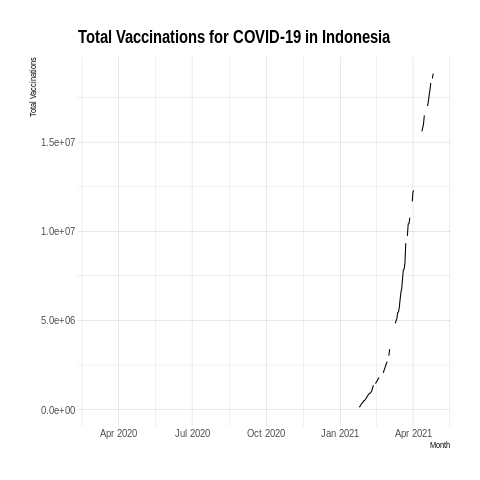 Total Vaccinations for COVID-19 in Indonesia
Total Vaccinations
1.5e+07
1.0e+07
5.0e+06
0.0e+00
Apr 2020 Jul 2020 Oct 2020 Jan 2021 Apr 2021
Month